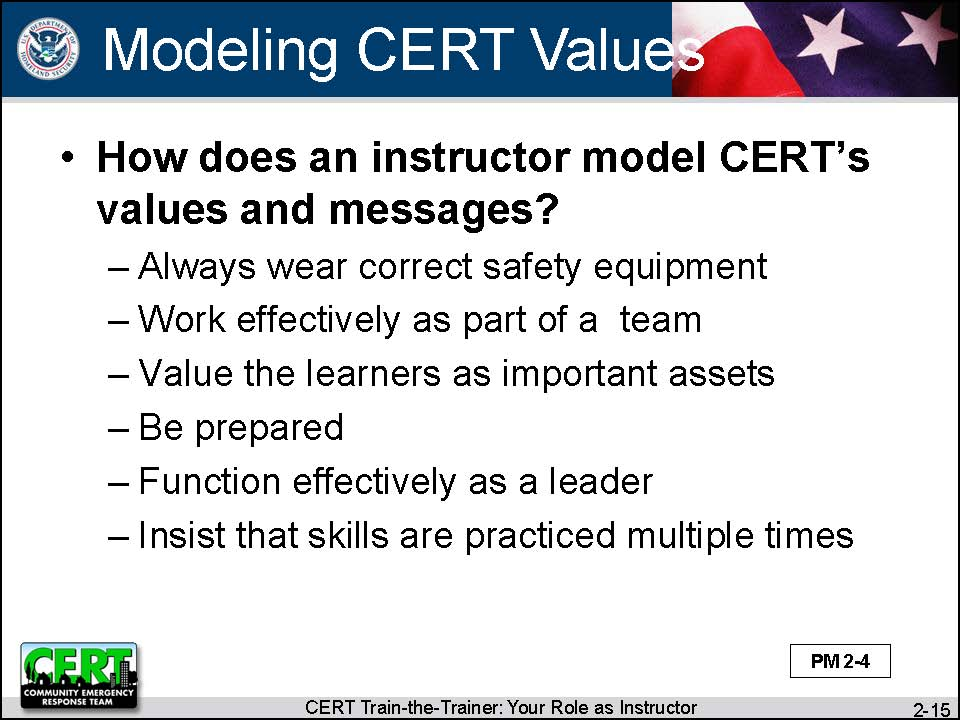 U.S. DEPARTMENT OF
HOMELAND SECURITY
Modeling CERT Values
• How does an instructor model CERT’s
values and messages?
– Always wear correct safety equipment
– Work effectively as part of a  team
– Value the learners as important assets
– Be prepared
– Function effectively as a leader
– Insist that skills are practiced multiple times
CERT
COMMUNITY EMERGENCY
RESPONSE TEAM
PM 2-4
CERT Train-the-Trainer: Your Role as Instructor
2-15